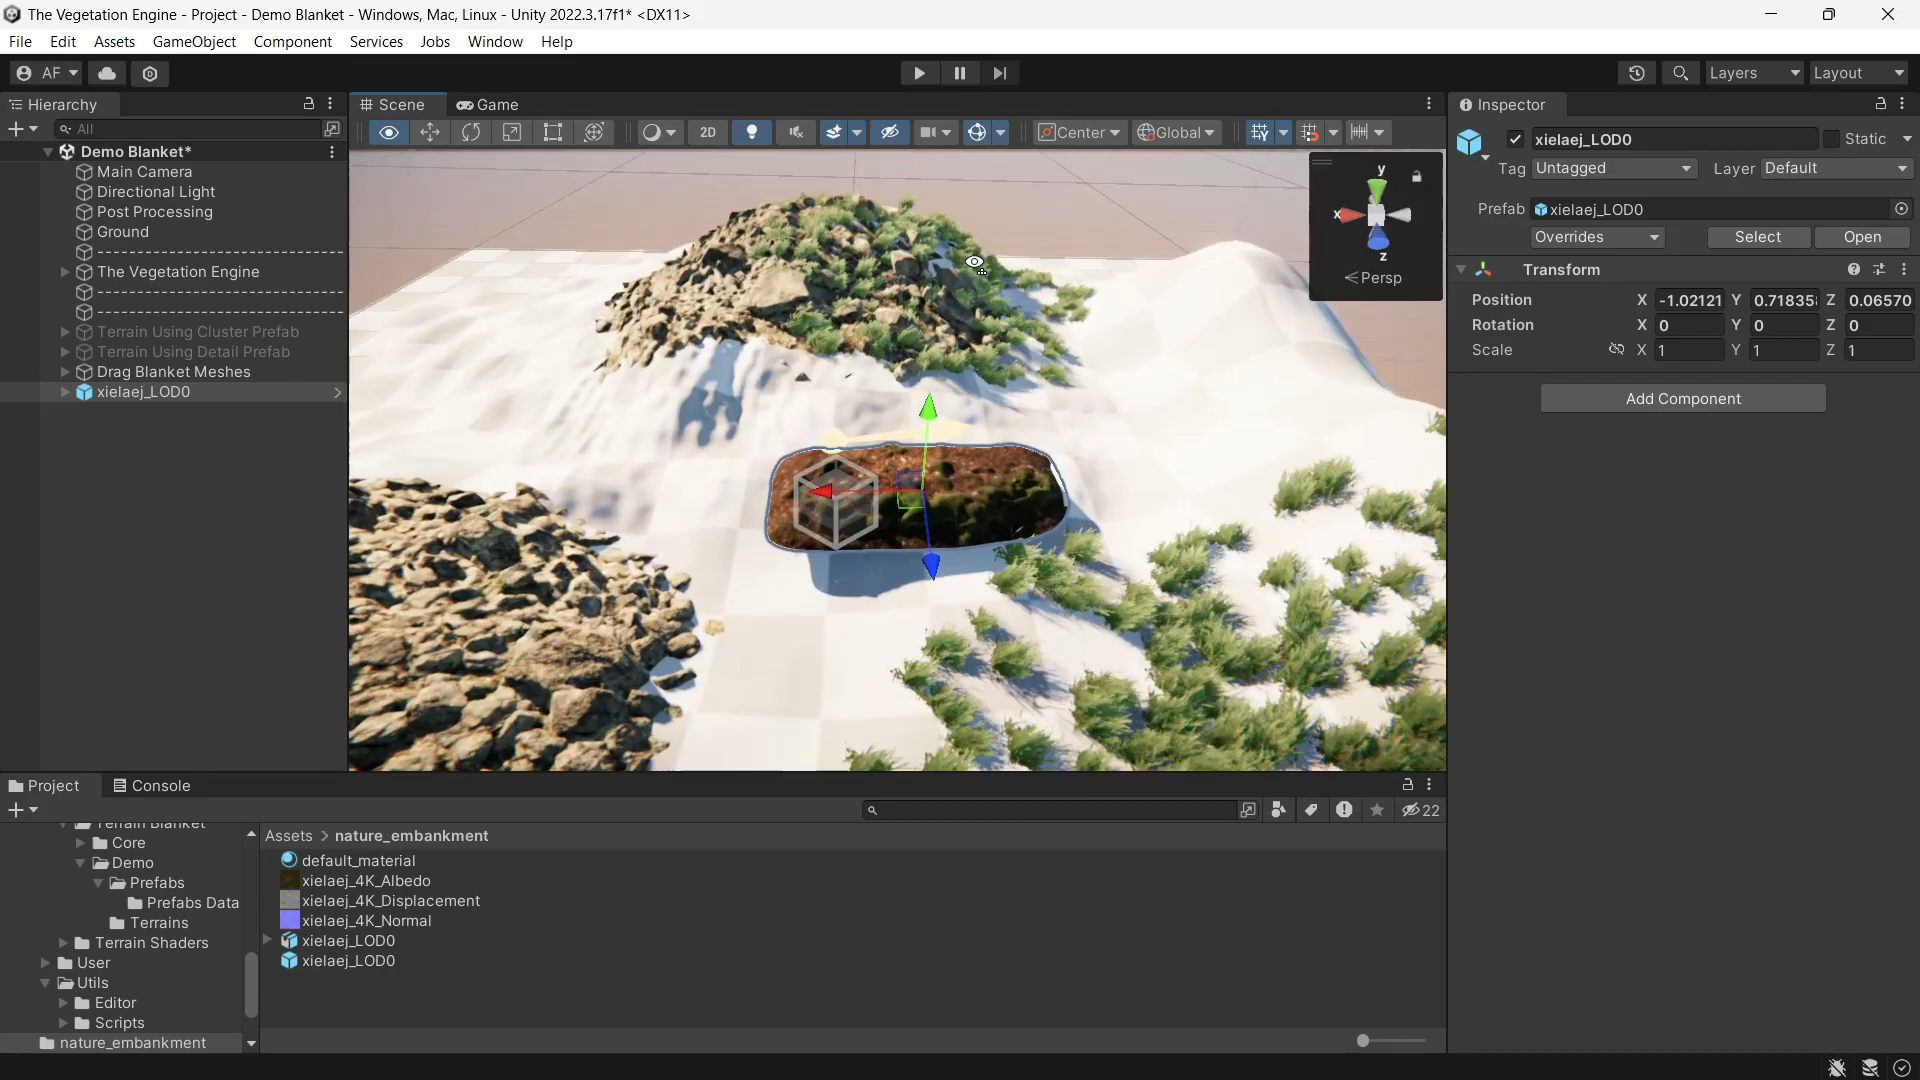 The Vegetation Engine - Project - Demo Blanket - Windows, Mac, Linux - Unity 2022.3.17f1* <DX11>
File Edit Assets GameObject Component Services Jobs Window Help
AF Layers Layout
Hierarchy
All
Demo Blanket*
Main Camera
Directional Light
Post Processing
Ground
The Vegetation Engine
Terrain Using Cluster Prefab
Terrain Using Detail Prefab
Drag Blanket Meshes
xielaej_LOD0
Scene Game
2D Center Global
y
x
z
Persp
Inspector
xielaej_LOD0 Static
Tag Untagged Layer Default
Prefab xielaej_LOD0
Overrides Select Open
Transform
Position X -1.02121 Y 0.71835 Z 0.06570
Rotation X 0 Y 0 Z 0
Scale X 1 Y 1 Z 1
Add Component
Project Console
22
Terrain Blanket
Core
Demo
Prefabs
Prefabs Data
Terrains
Terrain Shaders
User
Utils
Editor
Scripts
nature_embankment
Assets > nature_embankment
default_material
xielaej_4K_Albedo
xielaej_4K_Displacement
xielaej_4K_Normal
xielaej_LOD0
xielaej_LOD0